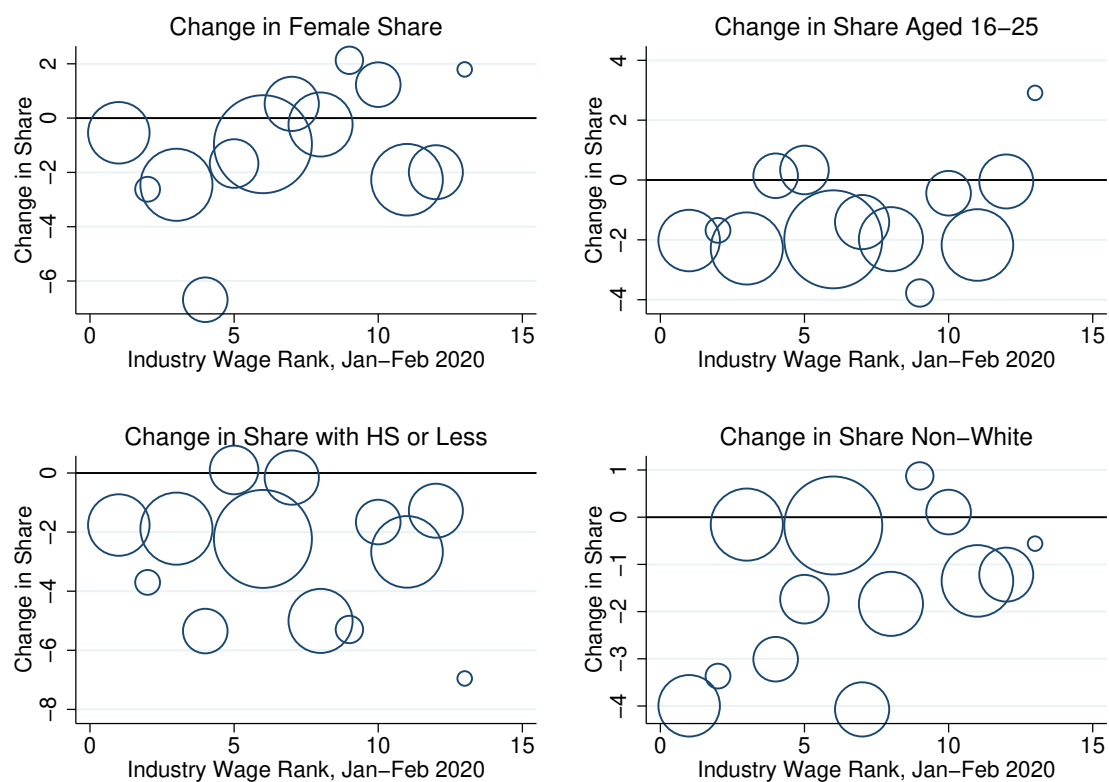 Change in Female Share
Change in Share
2
0
−2
−4
−6
0 5 10 15
Industry Wage Rank, Jan−Feb 2020
Change in Share Aged 16−25
Change in Share
4
2
0
−2
−4
0 5 10 15
Industry Wage Rank, Jan−Feb 2020
Change in Share with HS or Less
Change in Share
0
−2
−4
−6
−8
0 5 10 15
Industry Wage Rank, Jan−Feb 2020
Change in Share Non−White
Change in Share
1
0
−1
−2
−3
−4
0 5 10 15
Industry Wage Rank, Jan−Feb 2020